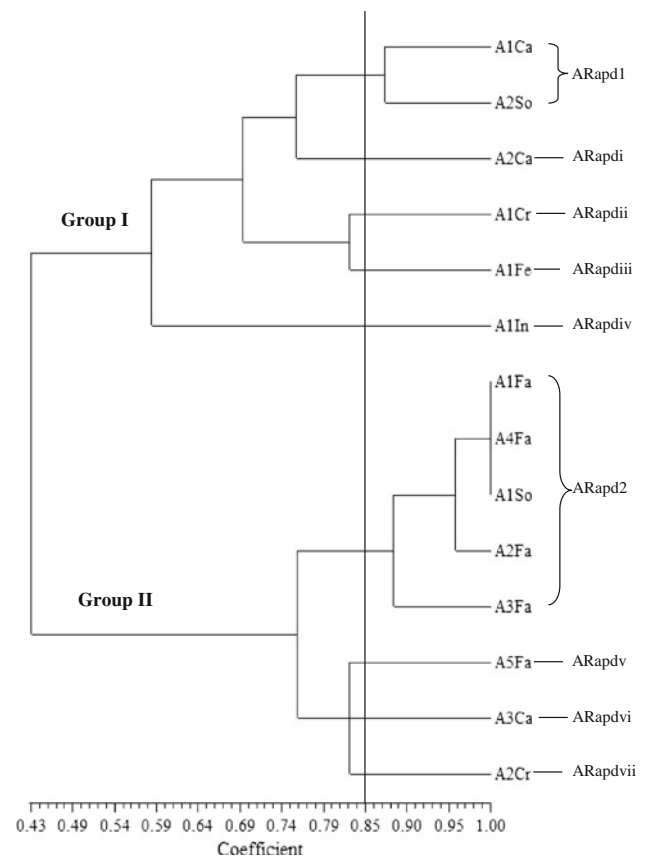 A1Ca
ARapd1
A2So
A2Ca ARapdi
A1Cr ARapdii
Group I
A1Fe ARapdiii
A1In ARapdiv
A1Fa
A4Fa
ARapd2
A1So
A2Fa
Group II
A3Fa
A5Fa ARapdv
A3Ca ARapdvi
A2Cr ARapdvii
0.43 0.49 0.54 0.59 0.64 0.69 0.74 0.79 0.85 0.90 0.95 1.00
Coefficient